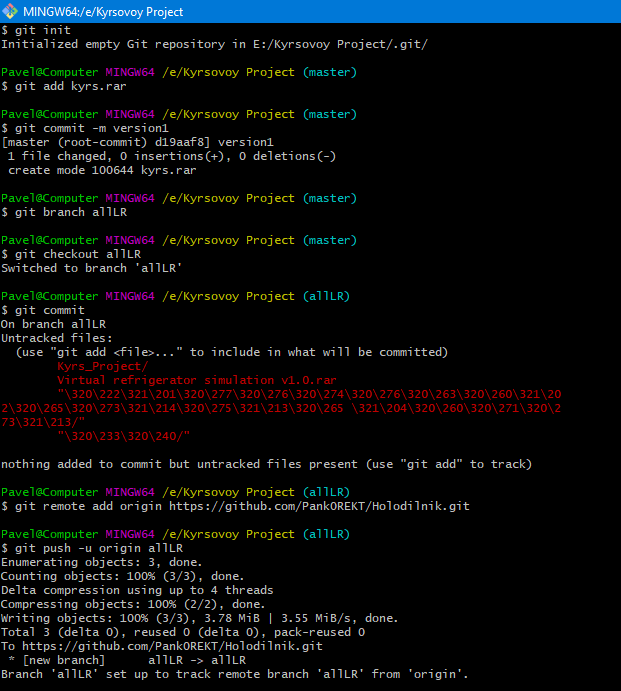 MINGW64:/e/Kyrsovoy Project
$ git init
Initialized empty Git repository in E:/Kyrsovoy Project/.git/
Pavel@Computer MINGW64 /e/Kyrsovoy Project (master)
$ git add kyrs.rar
Pavel@Computer MINGW64 /e/Kyrsovoy Project (master)
$ git commit -m version1
[master (root-commit) d19aaf8] version1
 1 file changed, 0 insertions(+), 0 deletions(-)
 create mode 100644 kyrs.rar
Pavel@Computer MINGW64 /e/Kyrsovoy Project (master)
$ git branch allLR
Pavel@Computer MINGW64 /e/Kyrsovoy Project (master)
$ git checkout allLR
Switched to branch 'allLR'
Pavel@Computer MINGW64 /e/Kyrsovoy Project (allLR)
$ git commit
On branch allLR
Untracked files:
  (use "git add <file>..." to include in what will be committed)
Kyrs_Project/
Virtual refrigerator simulation v1.0.rar
"\320\222\321\201\320\277\320\276\320\274\320\276\320\263\320\260\321\20
2\320\265\320\273\321\214\320\275\321\213\320\265 \321\204\320\260\320\271\320\2
73\321\213/"
"\320\233\320\240/"
nothing added to commit but untracked files present (use "git add" to track)
Pavel@Computer MINGW64 /e/Kyrsovoy Project (allLR)
$ git remote add origin https://github.com/PankOREKT/Holodilnik.git
Pavel@Computer MINGW64 /e/Kyrsovoy Project (allLR)
$ git push -u origin allLR
Enumerating objects: 3, done.
Counting objects: 100% (3/3), done.
Delta compression using up to 4 threads
Compressing objects: 100% (2/2), done.
Writing objects: 100% (3/3), 3.78 MiB | 3.55 MiB/s, done.
Total 3 (delta 0), reused 0 (delta 0), pack-reused 0
To https://github.com/PankOREKT/Holodilnik.git
 * [new branch]      allLR -> allLR
Branch 'allLR' set up to track remote branch 'allLR' from 'origin'.